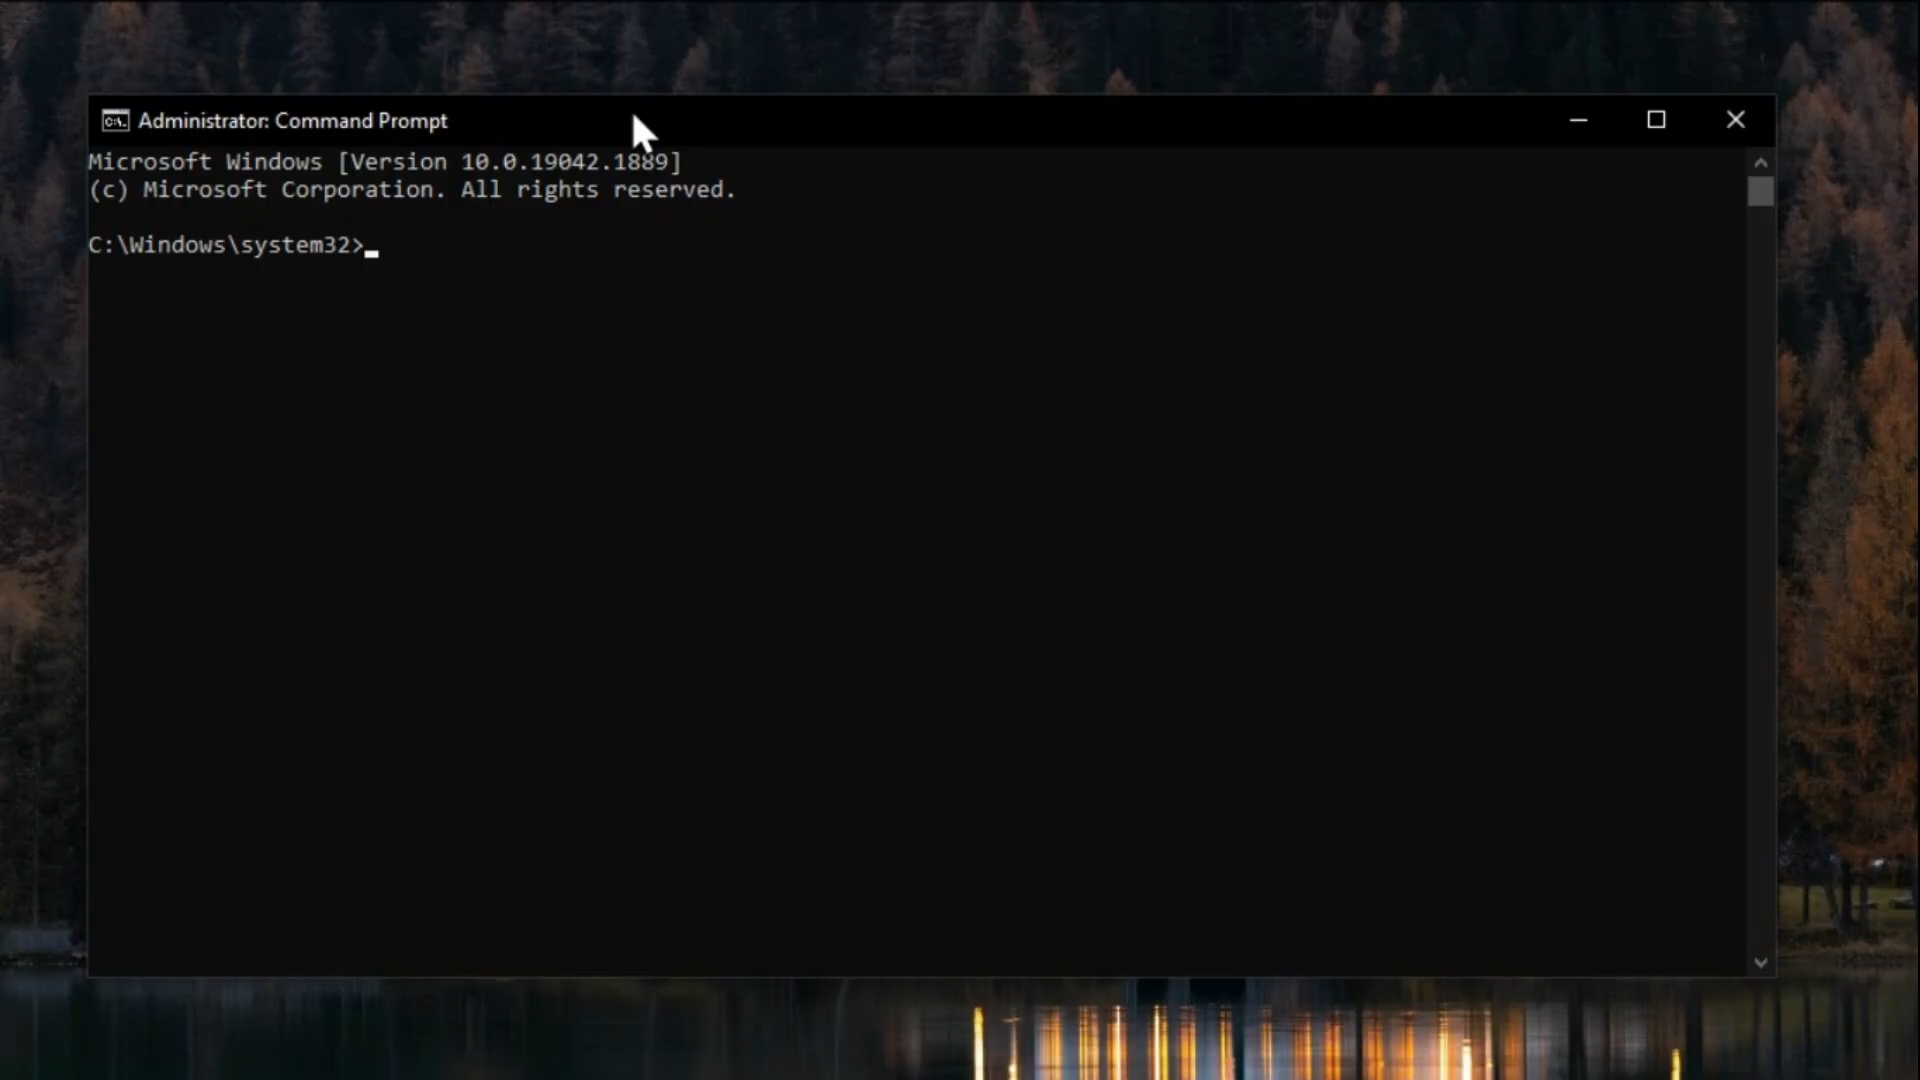 Administrator: Command Prompt
Microsoft Windows [Version 10.0.19042.1889]
(c) Microsoft Corporation. All rights reserved.
C:\Windows\system32>